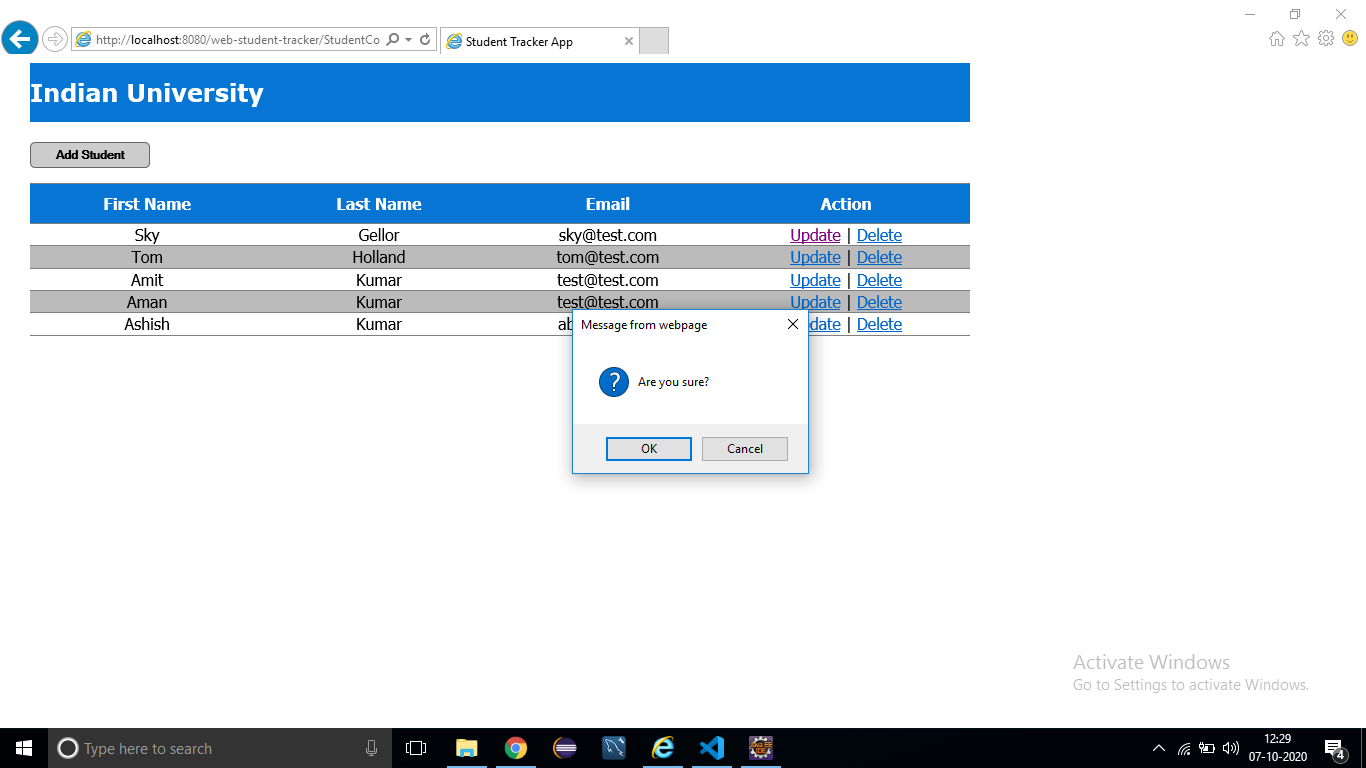 http://localhost:8080/web-student-tracker/StudentCo
Student Tracker App
Indian University
Add Student
First Name Last Name Email Action
Sky Gellor sky@test.com Update | Delete
Tom Holland tom@test.com Update | Delete
Amit Kumar test@test.com Update | Delete
Aman Kumar test@test.com Update | Delete
Ashish Kumar ab date | Delete
Message from webpage
? Are you sure?
OK Cancel
Activate Windows
Go to Settings to activate Windows.
Type here to search
12:29
07-10-2020
4